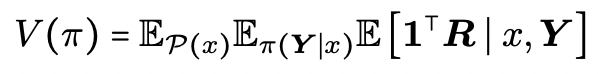 V(π) = 𝔼_{𝒫(x)}𝔼_{π(𝒀|x)}𝔼[𝟏^⊤𝑹 | x, 𝒀]